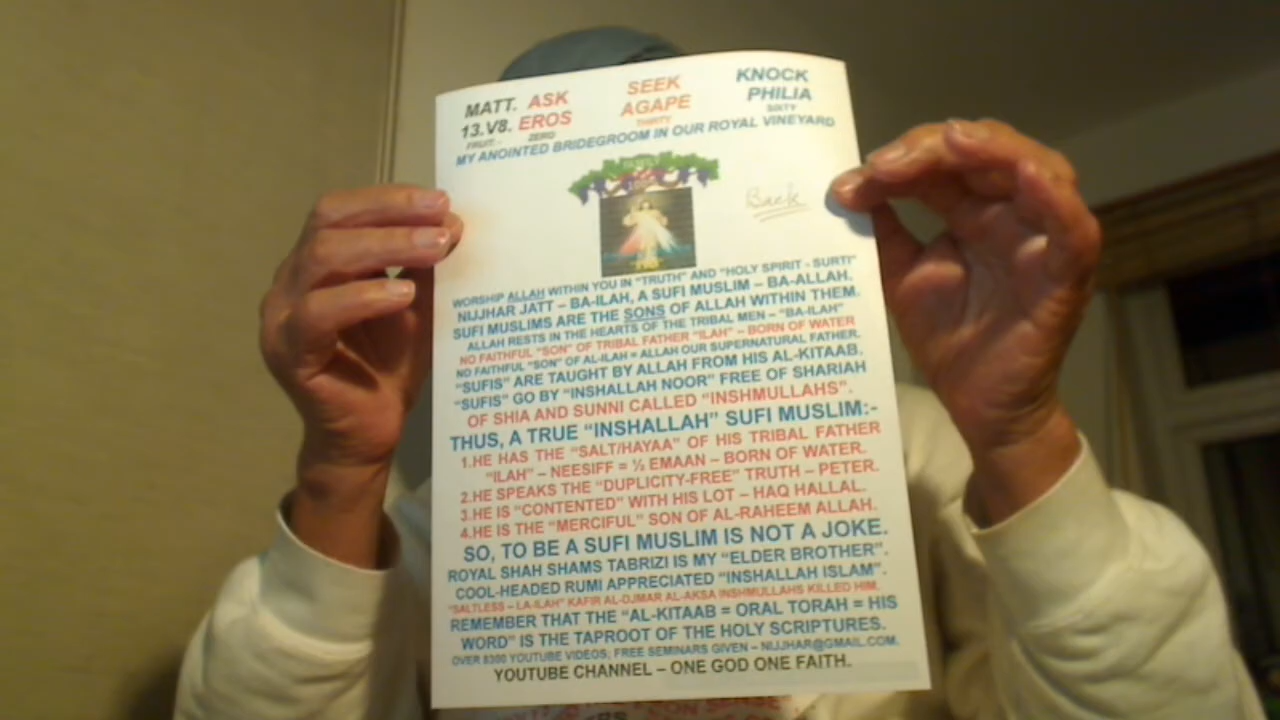 MATT. ASK SEEK KNOCK
13.V8. EROS AGAPE PHILIA
FRUIT:- ZERO THIRTY SIXTY
MY ANOINTED BRIDEGROOM IN OUR ROYAL VINEYARD
Back
WORSHIP ALLAH WITHIN YOU IN "TRUTH" AND "HOLY SPIRIT - SURTI"
NIJJHAR JATT – BA-ILAH, A SUFI MUSLIM – BA-ALLAH.
SUFI MUSLIMS ARE THE SONS OF ALLAH WITHIN THEM.
ALLAH RESTS IN THE HEARTS OF THE TRIBAL MEN – "BA-ILAH"
NO FAITHFUL "SON" OF TRIBAL FATHER "ILAH" – BORN OF WATER
NO FAITHFUL "SON" OF AL-ILAH = ALLAH OUR SUPERNATURAL FATHER.
"SUFIS" ARE TAUGHT BY ALLAH FROM HIS AL-KITAAB.
"SUFIS" GO BY "INSHALLAH NOOR" FREE OF SHARIAH
OF SHIA AND SUNNI CALLED "INSHMULLAHS".
THUS, A TRUE "INSHALLAH" SUFI MUSLIM:-
1.HE HAS THE "SALT/HAYAA" OF HIS TRIBAL FATHER
"ILAH" – NEESIFF = ½ EMAAN – BORN OF WATER.
2.HE SPEAKS THE "DUPLICITY-FREE" TRUTH – PETER.
3.HE IS "CONTENTED" WITH HIS LOT – HAQ HALLAL.
4.HE IS THE "MERCIFUL" SON OF AL-RAHEEM ALLAH.
SO, TO BE A SUFI MUSLIM IS NOT A JOKE.
ROYAL SHAH SHAMS TABRIZI IS MY "ELDER BROTHER".
COOL-HEADED RUMI APPRECIATED "INSHALLAH ISLAM".
"SALTLESS – LA-ILAH" KAFIR AL-DJMAR AL-AKSA INSHMULLAHS KILLED HIM.
REMEMBER THAT THE "AL-KITAAB = ORAL TORAH = HIS
WORD" IS THE TAPROOT OF THE HOLY SCRIPTURES.
OVER 8300 YOUTUBE VIDEOS; FREE SEMINARS GIVEN – NIJJHAR@GMAIL.COM.
YOUTUBE CHANNEL – ONE GOD ONE FAITH.